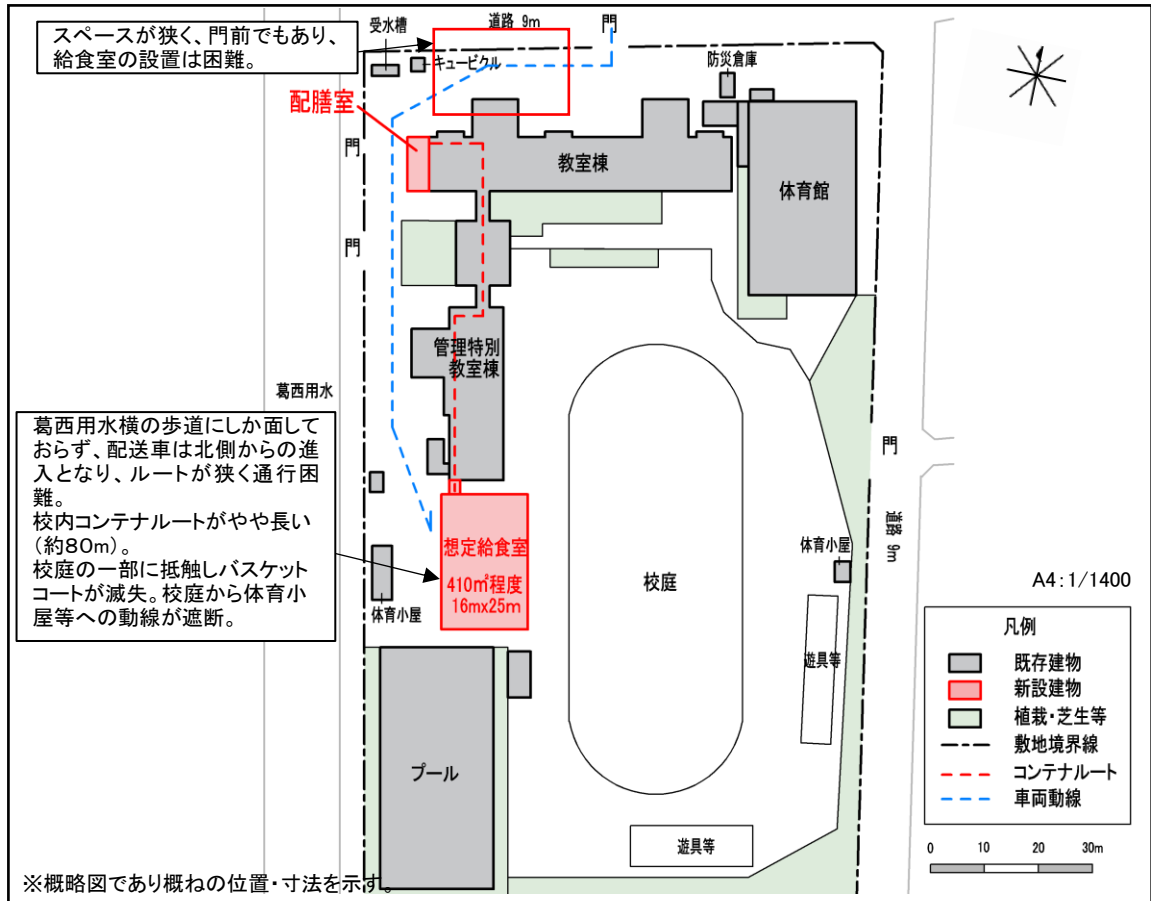 スペースが狭く、門前でもあり、
給食室の設置は困難。
受水槽
道路 9m
門
キュービクル
防災倉庫
配膳室
門
教室棟
体育館
門
管理特別
教室棟
葛西用水
葛西用水横の歩道にしか面して
おらず、配送車は北側からの進
入となり、ルートが狭く通行困
難。
校内コンテナルートがやや長い
(約80m)。
校庭の一部に抵触しバスケット
コートが滅失。校庭から体育小
屋等への動線が遮断。
門
道路 9m
想定給食室
410㎡程度
16mx25m
体育小屋
校庭
体育小屋
A4:1/1400
凡例
既存建物
新設建物
植栽・芝生等
敷地境界線
コンテナルート
車両動線
遊具等
プール
遊具等
0 10 20 30m
※概略図であり概ねの位置・寸法を示す。